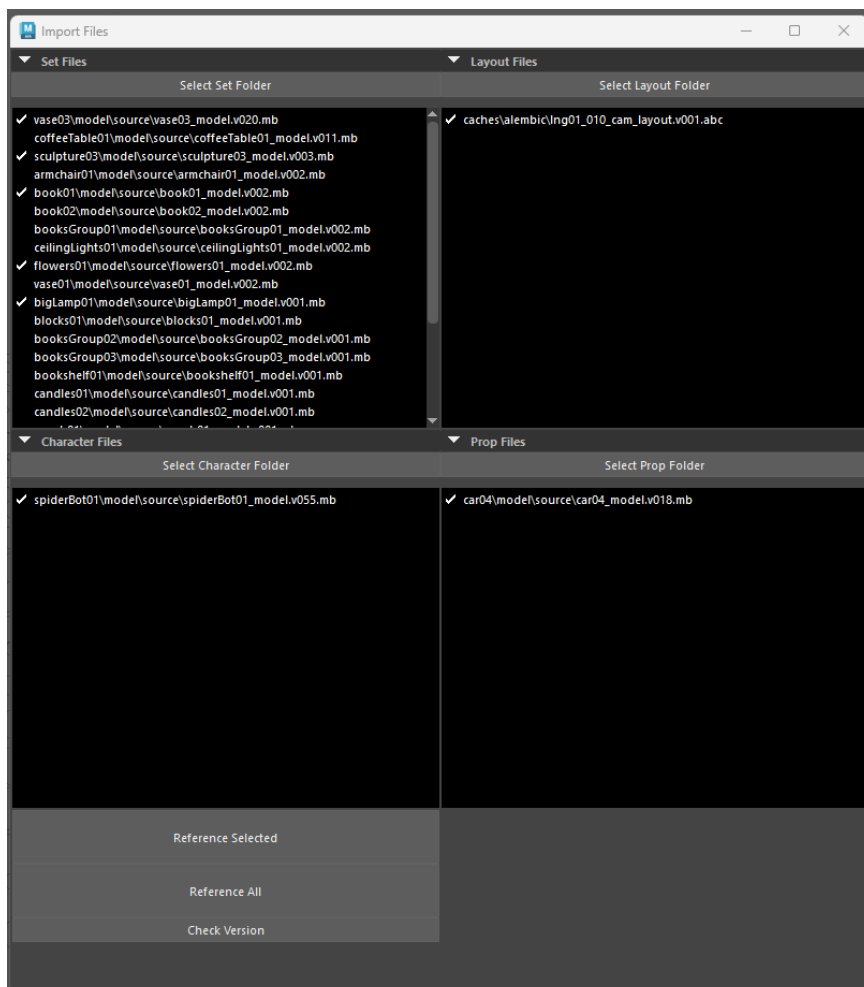 Import Files
Set Files
Select Set Folder
vase03\model\source\vase03_model.v020.mb
coffeeTable01\model\source\coffeeTable01_model.v011.mb
sculpture03\model\source\sculpture03_model.v003.mb
armchair01\model\source\armchair01_model.v002.mb
book01\model\source\book01_model.v002.mb
book02\model\source\book02_model.v002.mb
booksGroup01\model\source\booksGroup01_model.v002.mb
ceilingLights01\model\source\ceilingLights01_model.v002.mb
flowers01\model\source\flowers01_model.v002.mb
vase01\model\source\vase01_model.v002.mb
bigLamp01\model\source\bigLamp01_model.v001.mb
blocks01\model\source\blocks01_model.v001.mb
booksGroup02\model\source\booksGroup02_model.v001.mb
booksGroup03\model\source\booksGroup03_model.v001.mb
bookshelf01\model\source\bookshelf01_model.v001.mb
candles01\model\source\candles01_model.v001.mb
candles02\model\source\candles02_model.v001.mb
Layout Files
Select Layout Folder
caches\alembic\lng01_010_cam_layout.v001.abc
Character Files
Select Character Folder
spiderBot01\model\source\spiderBot01_model.v055.mb
Prop Files
Select Prop Folder
car04\model\source\car04_model.v018.mb
Reference Selected
Reference All
Check Version